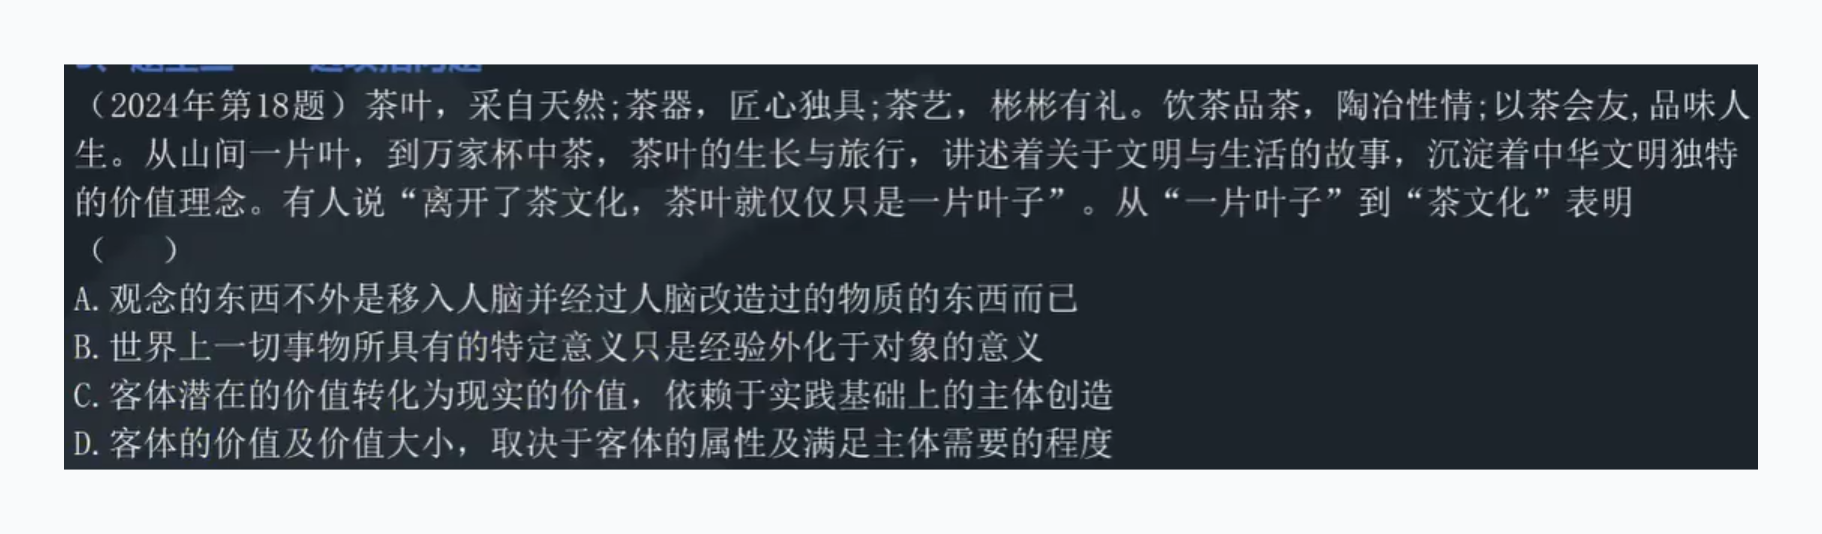 （2024年第18题）茶叶，采自天然;茶器，匠心独具;茶艺，彬彬有礼。饮茶品茶，陶冶性情;以茶会友,品味人
生。从山间一片叶，到万家杯中茶，茶叶的生长与旅行，讲述着关于文明与生活的故事，沉淀着中华文明独特
的价值理念。有人说“离开了茶文化，茶叶就仅仅只是一片叶子”。从“一片叶子”到“茶文化”表明
（　　）
A.观念的东西不外是移入人脑并经过人脑改造过的物质的东西而已
B.世界上一切事物所具有的特定意义只是经验外化于对象的意义
C.客体潜在的价值转化为现实的价值，依赖于实践基础上的主体创造
D.客体的价值及价值大小，取决于客体的属性及满足主体需要的程度